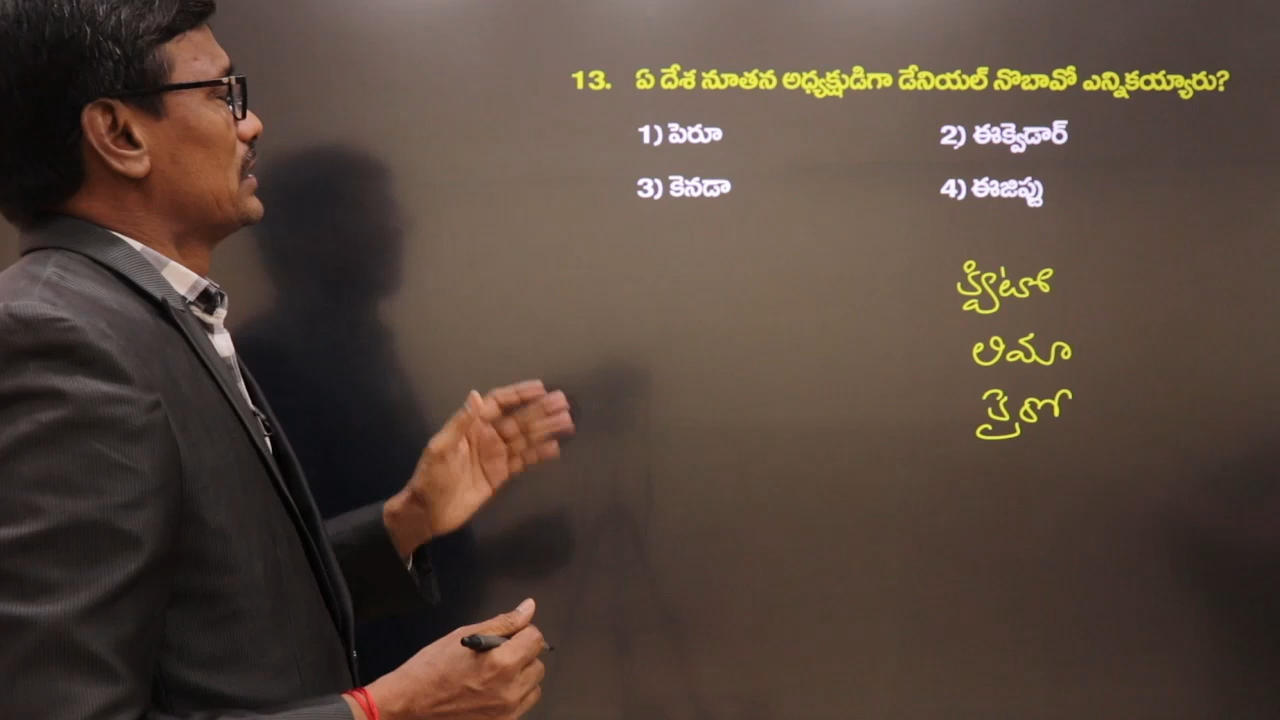 13. ఏ దేశ నూతన అధ్యక్షుడిగా డేనియల్ నొబావో ఎన్నికయ్యారు?
1) పెరూ 2) ఈక్వెడార్
3) కెనడా 4) ఈజిప్టు
క్విటో
లిమా
కైరో